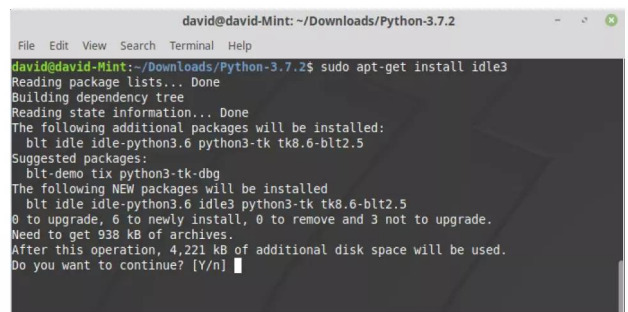 david@david-Mint: ~/Downloads/Python-3.7.2
File Edit View Search Terminal Help
david@david-Mint:~/Downloads/Python-3.7.2$ sudo apt-get install idle3
Reading package lists... Done
Building dependency tree
Reading state information... Done
The following additional packages will be installed:
  blt idle idle-python3.6 python3-tk tk8.6-blt2.5
Suggested packages:
  blt-demo tix python3-tk-dbg
The following NEW packages will be installed
  blt idle idle-python3.6 idle3 python3-tk tk8.6-blt2.5
0 to upgrade, 6 to newly install, 0 to remove and 3 not to upgrade.
Need to get 938 kB of archives.
After this operation, 4,221 kB of additional disk space will be used.
Do you want to continue? [Y/n]